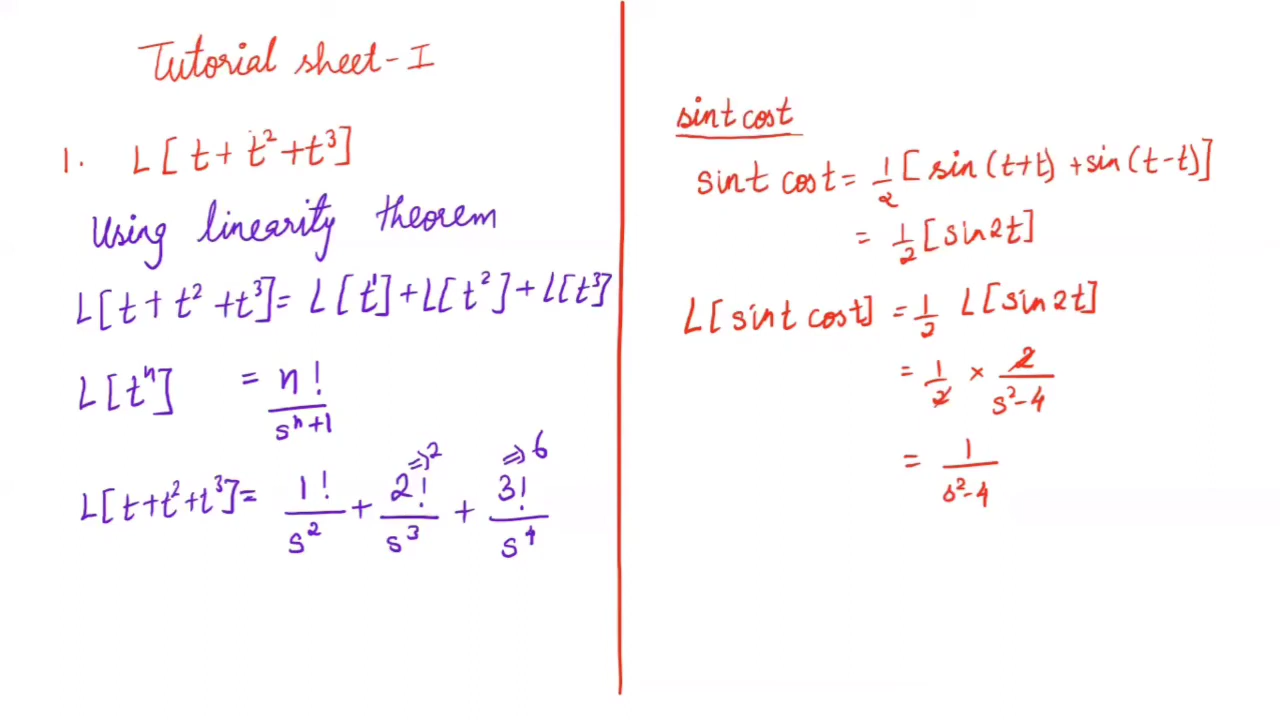 Tutorial sheet-I
1. L[t+t²+t³]
Using linearity theorem
L[t+t²+t³]= L[t¹]+L[t²]+L[t³]
L[tⁿ] = n!/sⁿ⁺¹
L[t+t²+t³]= 1!/s² + 2!/s³ + 3!/s⁴
⇒2 ⇒6
sint cost
sint cost = 1/2 [sin(t+t) +sin(t-t)]
= 1/2 [sin2t]
L[sint cost] = 1/2 L[sin2t]
= 1/2 × 2/s²-4
= 1/s²-4